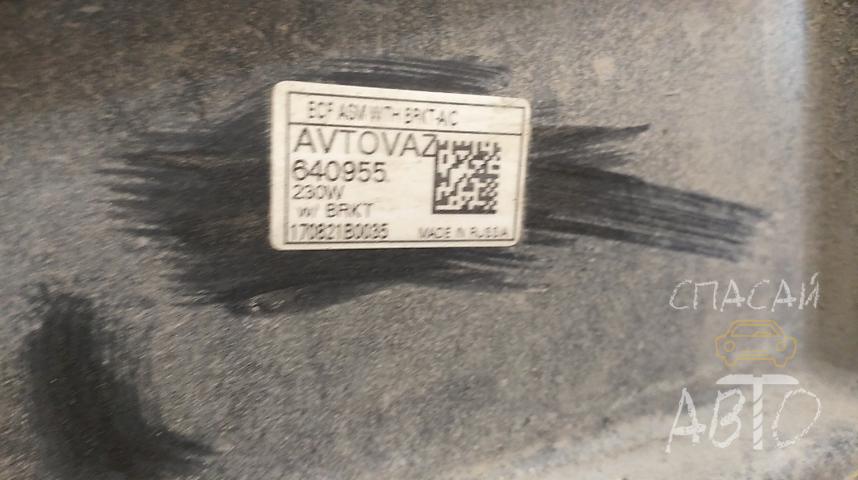 ECF ASM WITH BRKT-A/C
AVTOVAZ
640955
230W
w/ BRKT
170821B0035 MADE IN RUSSIA
СПАСАЙ
АВТО